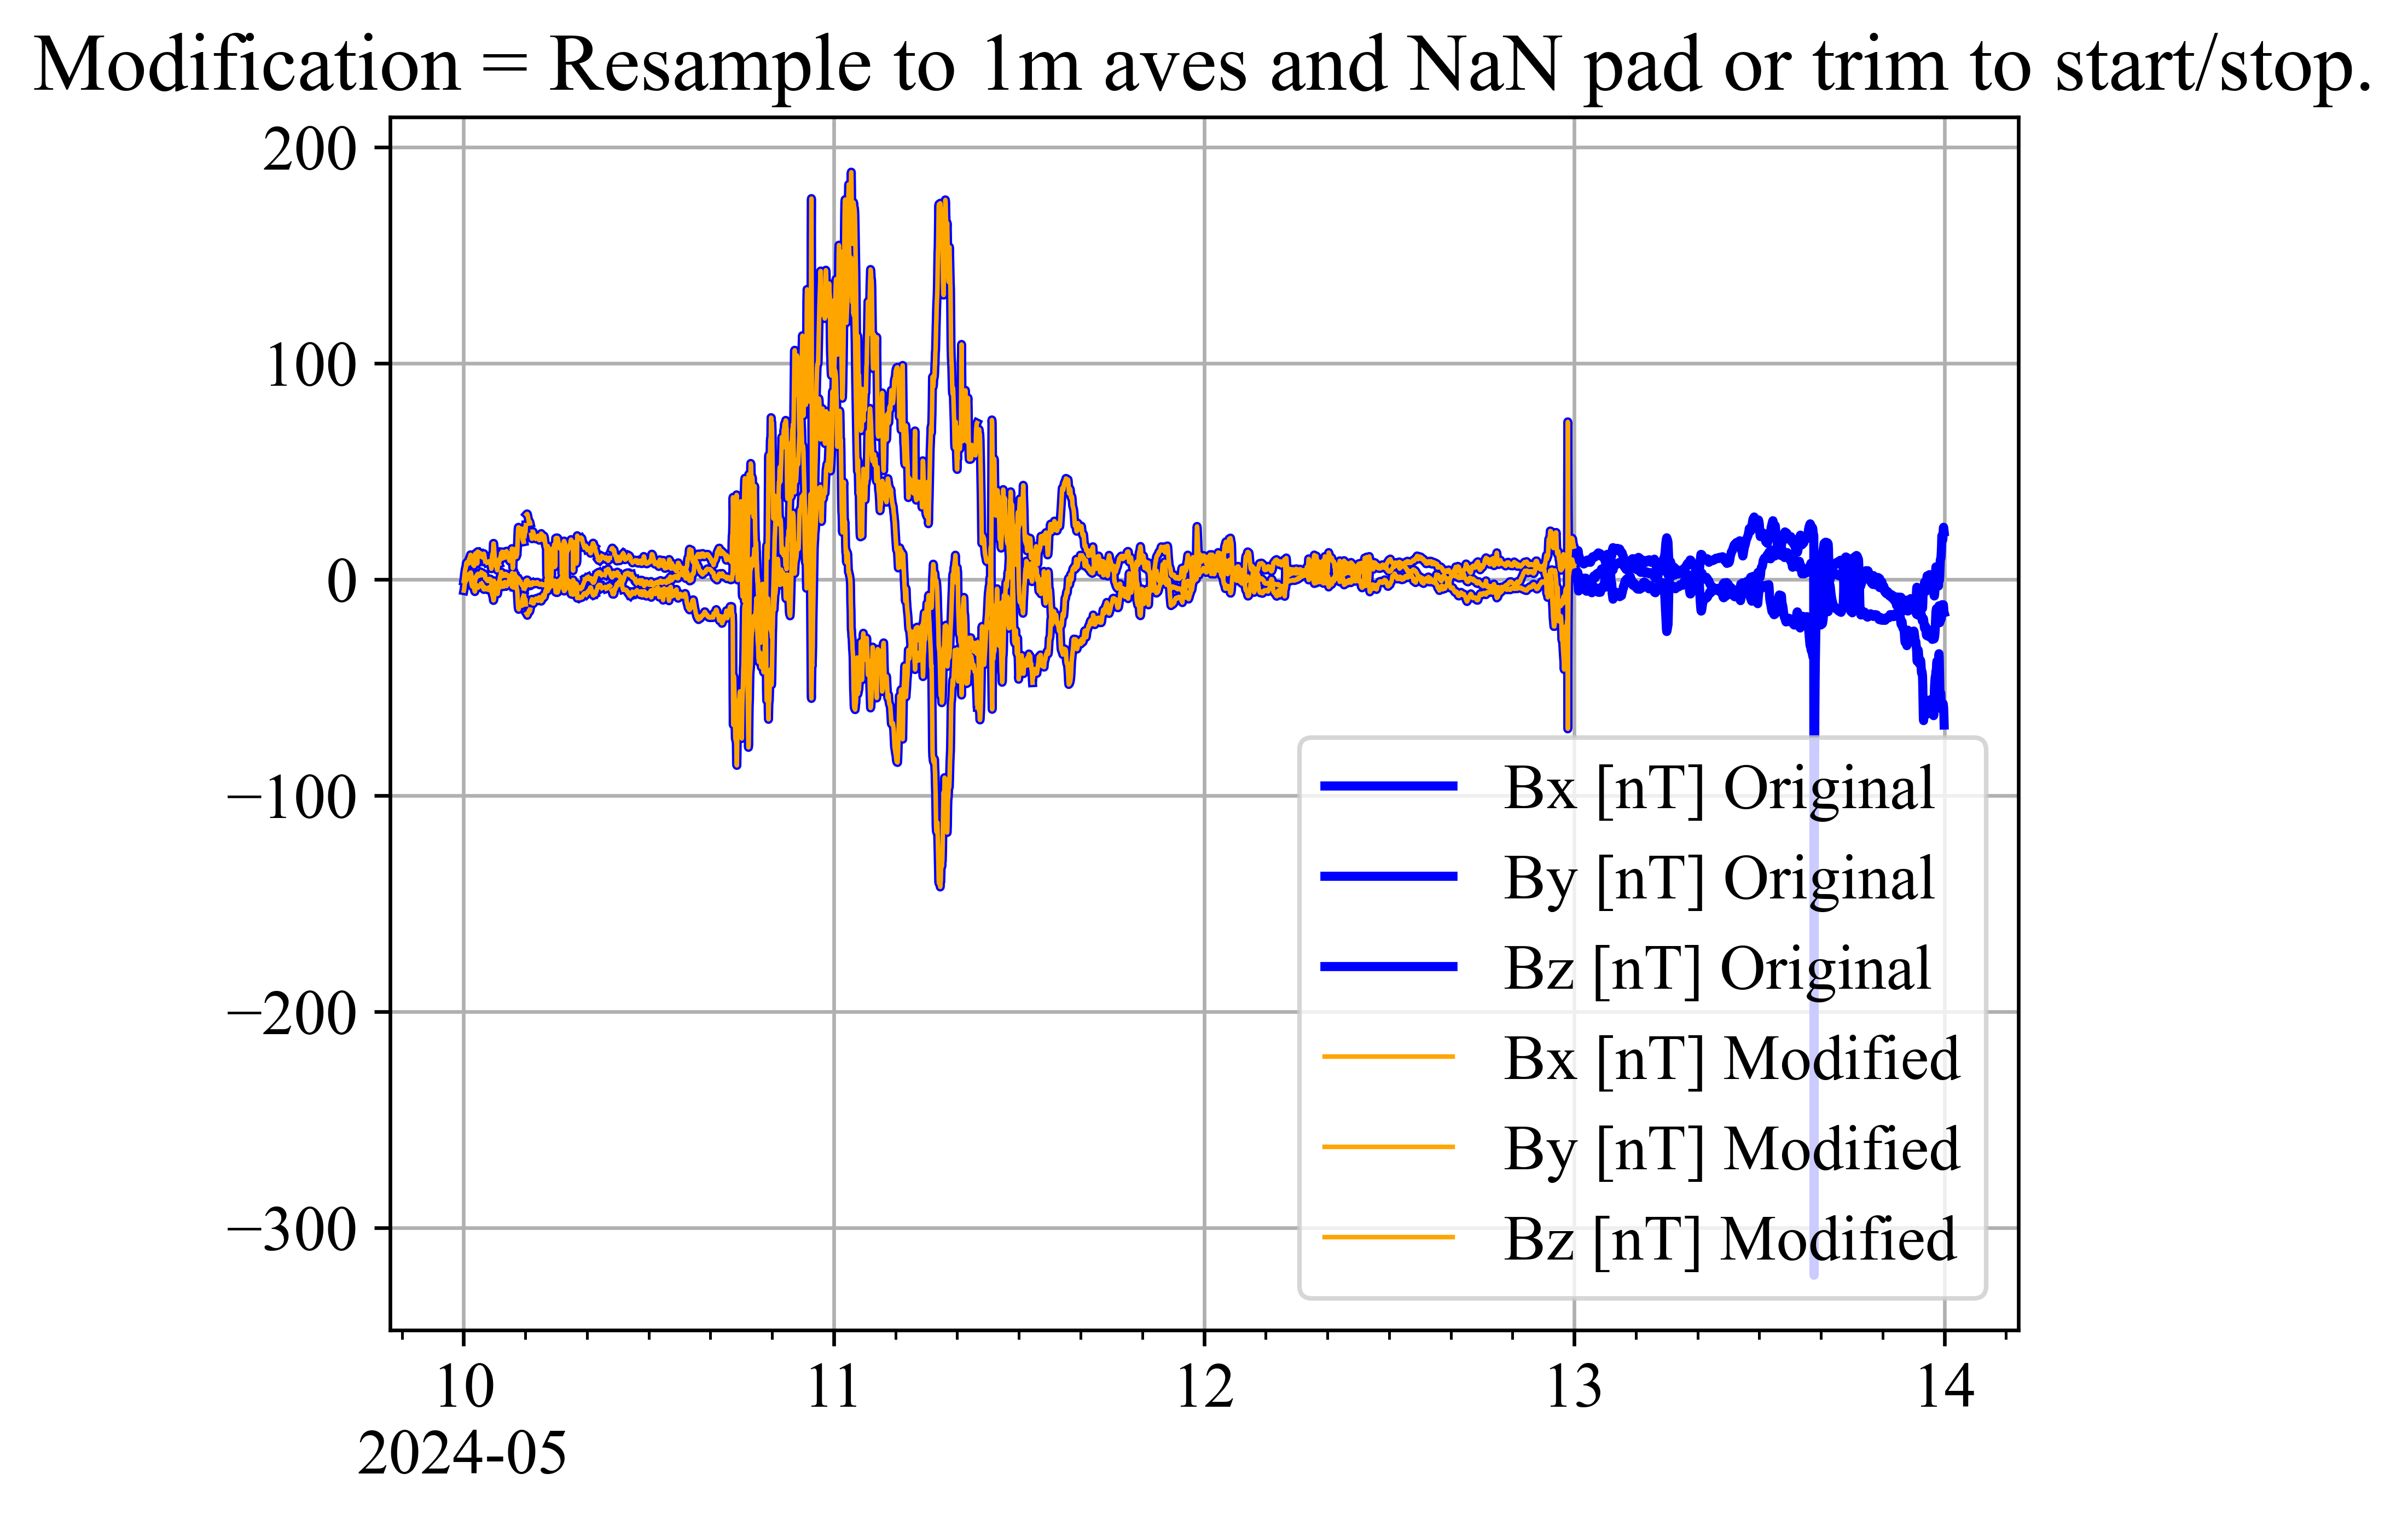 Modification = Resample to 1m aves and NaN pad or trim to start/stop.
200
100
0
−100
−200
−300
Bx [nT] Original
By [nT] Original
Bz [nT] Original
Bx [nT] Modified
By [nT] Modified
Bz [nT] Modified
10 11 12 13 14
2024-05